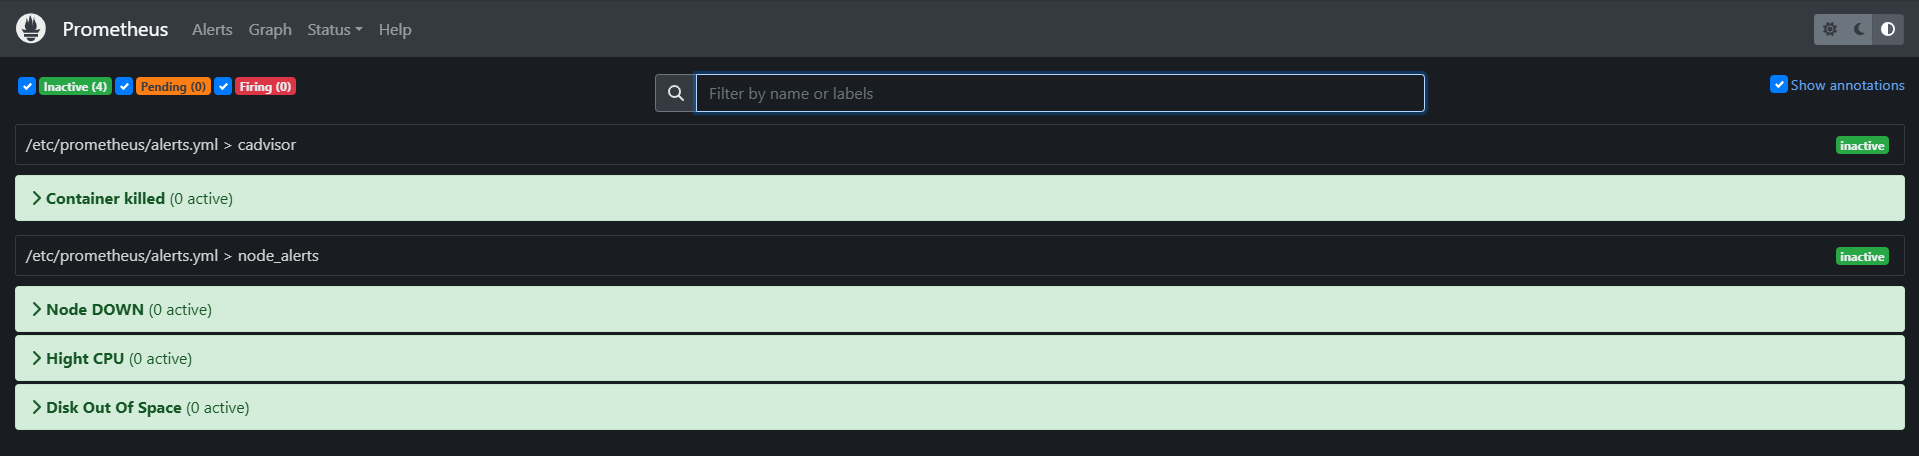 Prometheus Alerts Graph Status Help
Inactive (4) Pending (0) Firing (0) Filter by name or labels Show annotations
/etc/prometheus/alerts.yml > cadvisor inactive
Container killed (0 active)
/etc/prometheus/alerts.yml > node_alerts inactive
Node DOWN (0 active)
Hight CPU (0 active)
Disk Out Of Space (0 active)